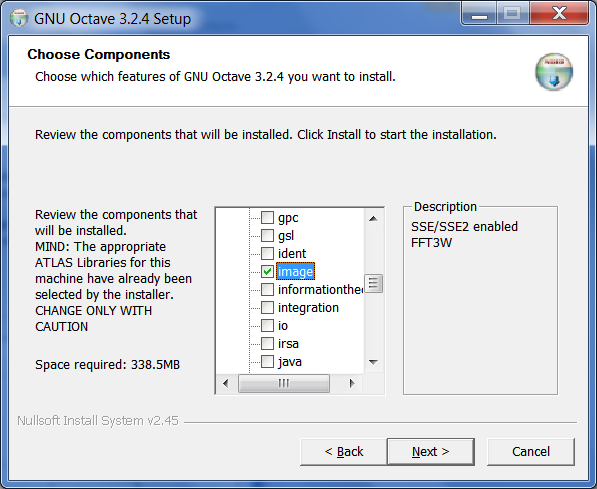 GNU Octave 3.2.4 Setup
Choose Components
Choose which features of GNU Octave 3.2.4 you want to install.
Review the components that will be installed. Click Install to start the installation.
Review the components that
will be installed.
MIND: The appropriate
ATLAS Libraries for this
machine have already been
selected by the installer.
CHANGE ONLY WITH
CAUTION
Space required: 338.5MB
gpc
gsl
ident
image
informationthe
integration
io
irsa
java
Description
SSE/SSE2 enabled
FFT3W
Nullsoft Install System v2.45
< Back
Next >
Cancel